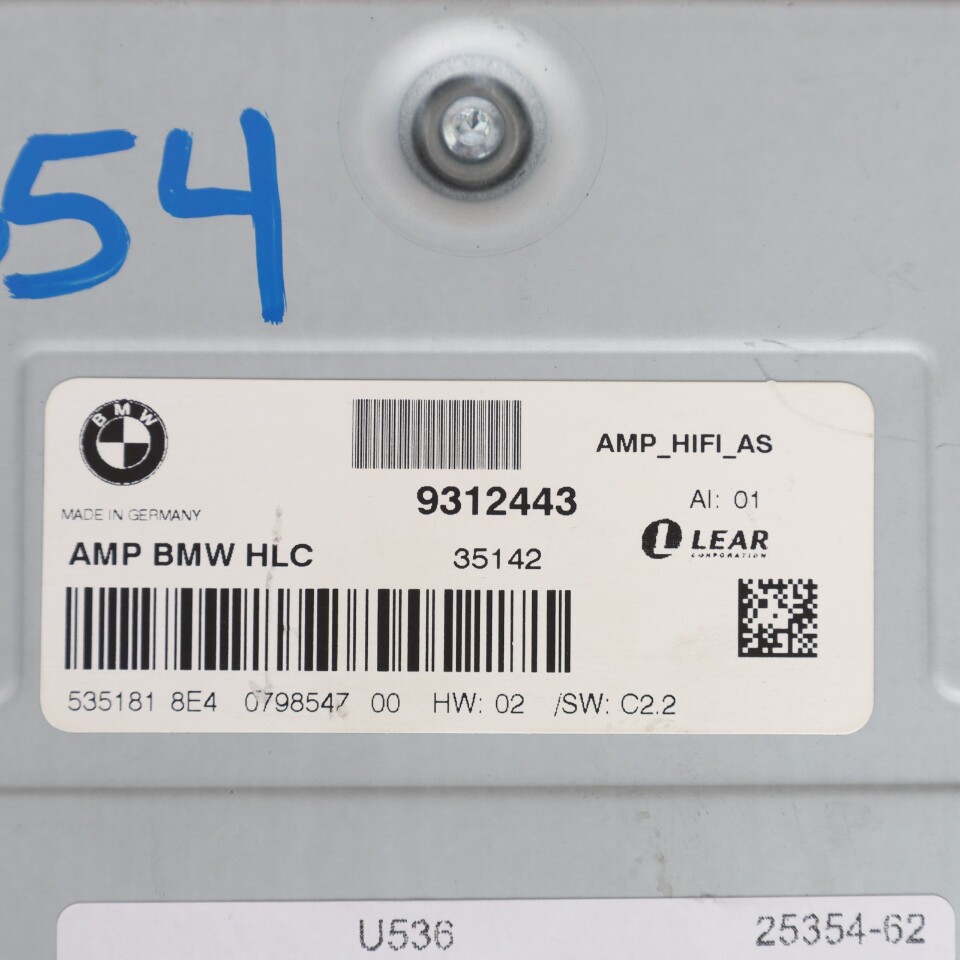 54
BMW
AMP_HIFI_AS
9312443
AI: 01
MADE IN GERMANY
AMP BMW HLC
35142
LEAR
CORPORATION
535181 8E4 0798547 00 HW: 02 /SW: C2.2
U536
25354-62